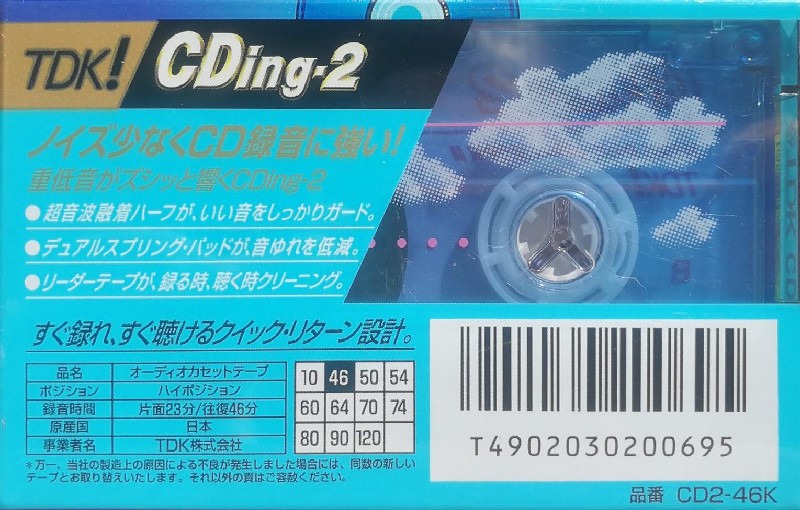 TDK! CDing-2
ノイズ少なくCD録音に強い!
重低音がズシッと響くCDing-2
●超音波融着ハーフが、いい音をしっかりガード。
●デュアルスプリング・パッドが、音ゆれを低減。
●リーダーテープが、録る時、聴く時クリーニング。
すぐ録れ、すぐ聴けるクイック・リターン設計。
品名 オーディオカセットテープ
ポジション ハイポジション
録音時間 片面23分/往復46分
原産国 日本
事業者名 TDK株式会社
10 46 50 54
60 64 70 74
80 90 120
*万一、当社の製造上の原因による不良が発生しました場合には、同数の新しい
テープとお取り替えいたします。それ以外の責はご容赦ください。
T4902030200695
品番 CD2-46K
TDK
B
TDK CD